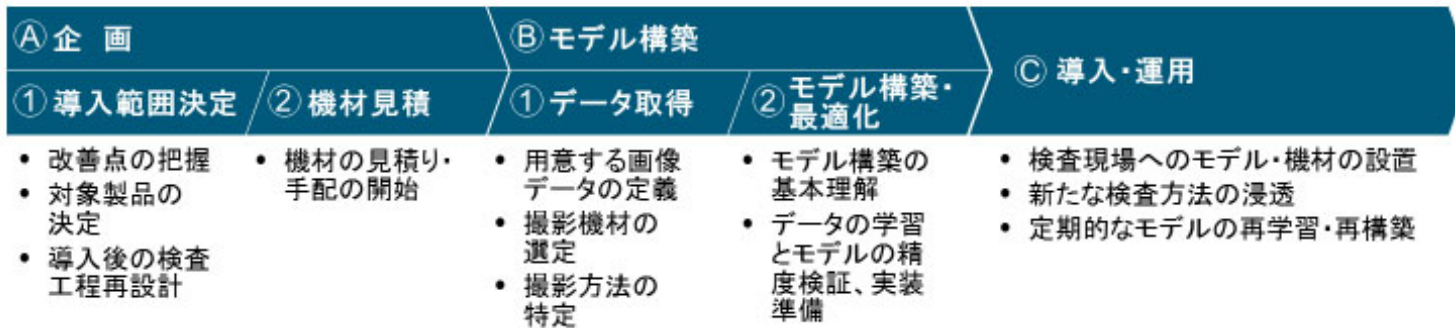 Ⓐ 企 画
Ⓑ モデル構築
Ⓒ 導入・運用
① 導入範囲決定
② 機材見積
① データ取得
② モデル構築・
最適化
• 改善点の把握
• 対象製品の
決定
• 導入後の検査
工程再設計
• 機材の見積り・
手配の開始
• 用意する画像
データの定義
• 撮影機材の
選定
• 撮影方法の
特定
• モデル構築の
基本理解
• データの学習
とモデルの精
度検証、実装
準備
• 検査現場へのモデル・機材の設置
• 新たな検査方法の浸透
• 定期的なモデルの再学習・再構築